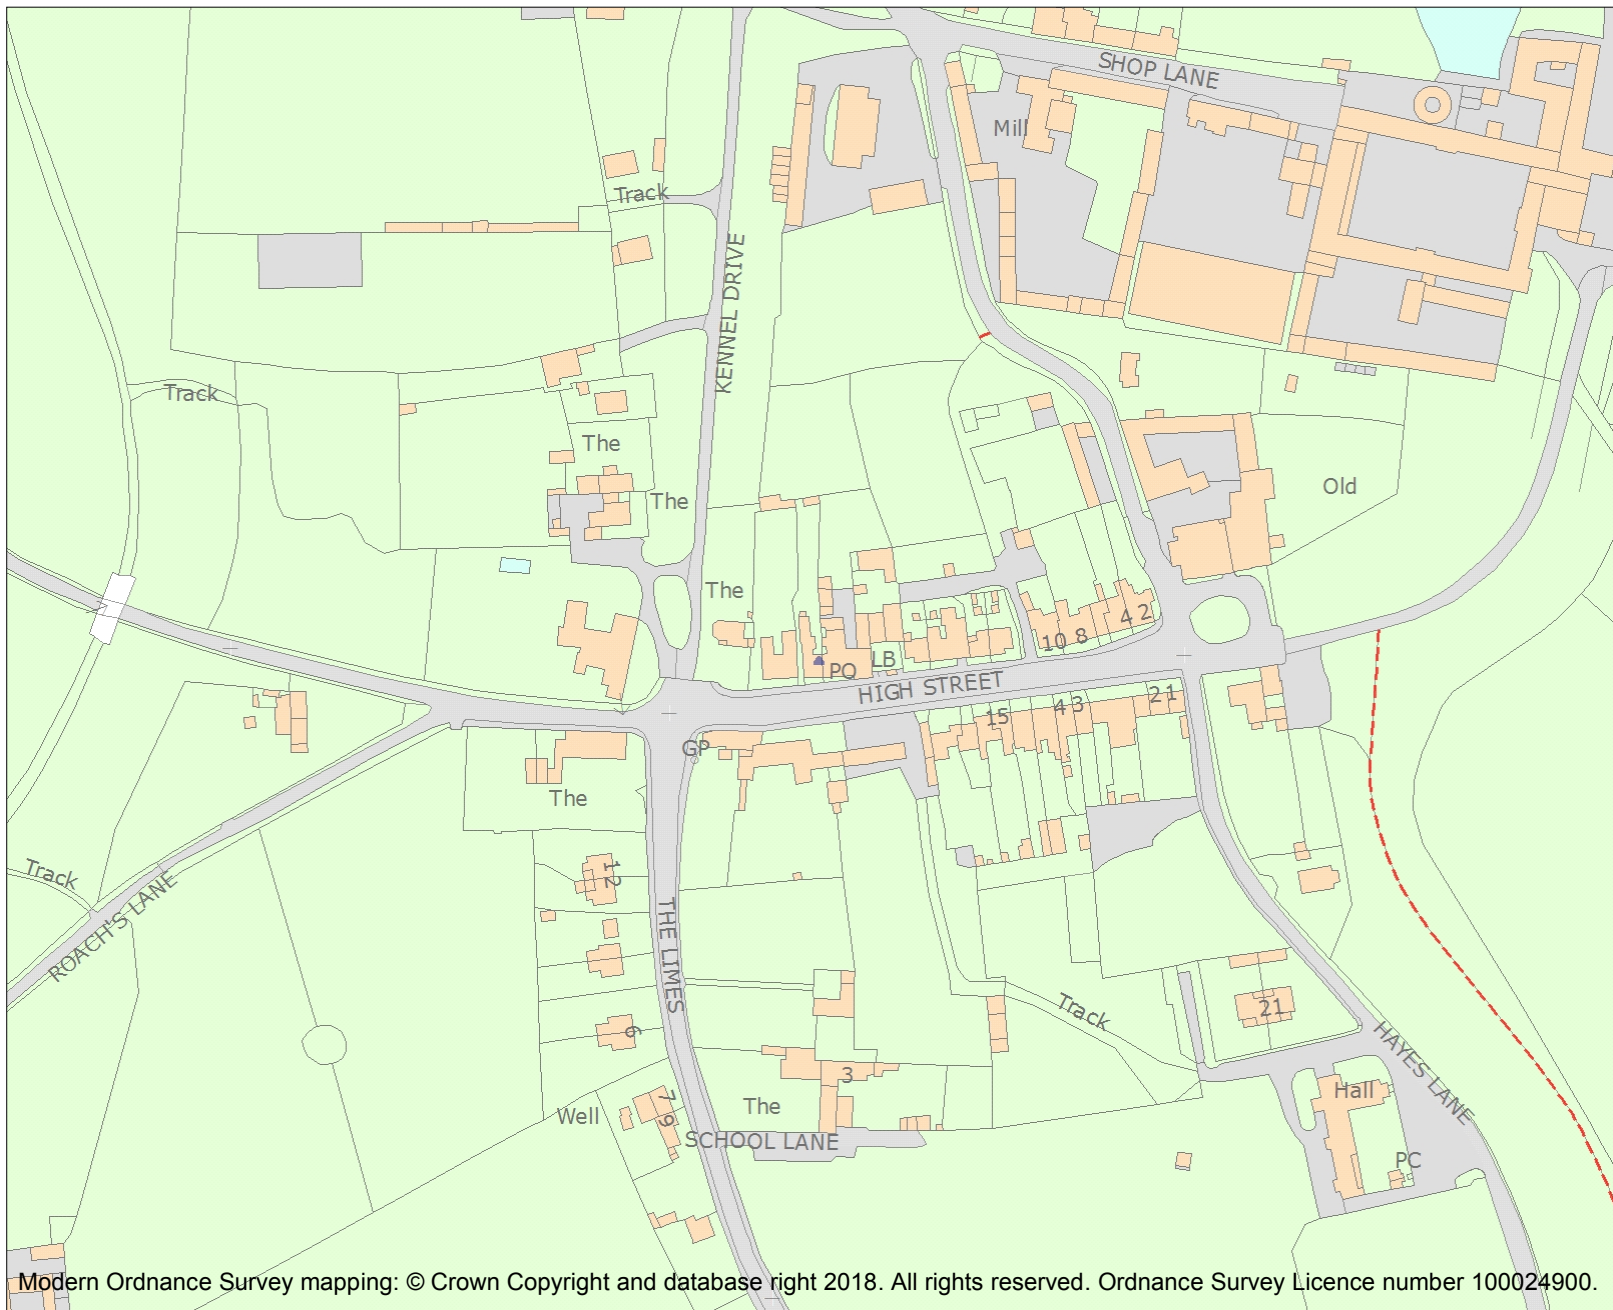 SHOP LANE
Mill
Track
KENNEL DRIVE
Track
The
Old
The
The
4 2
10 8
LB
PO
HIGH STREET
2 1
4 3
15
GP
The
12
Track
ROACH'S LANE
THE LIMES
21
Track
6
HAYES LANE
3
Hall
7
The
Well
9
SCHOOL LANE
PC
Modern Ordnance Survey mapping: © Crown Copyright and database right 2018. All rights reserved. Ordnance Survey Licence number 100024900.